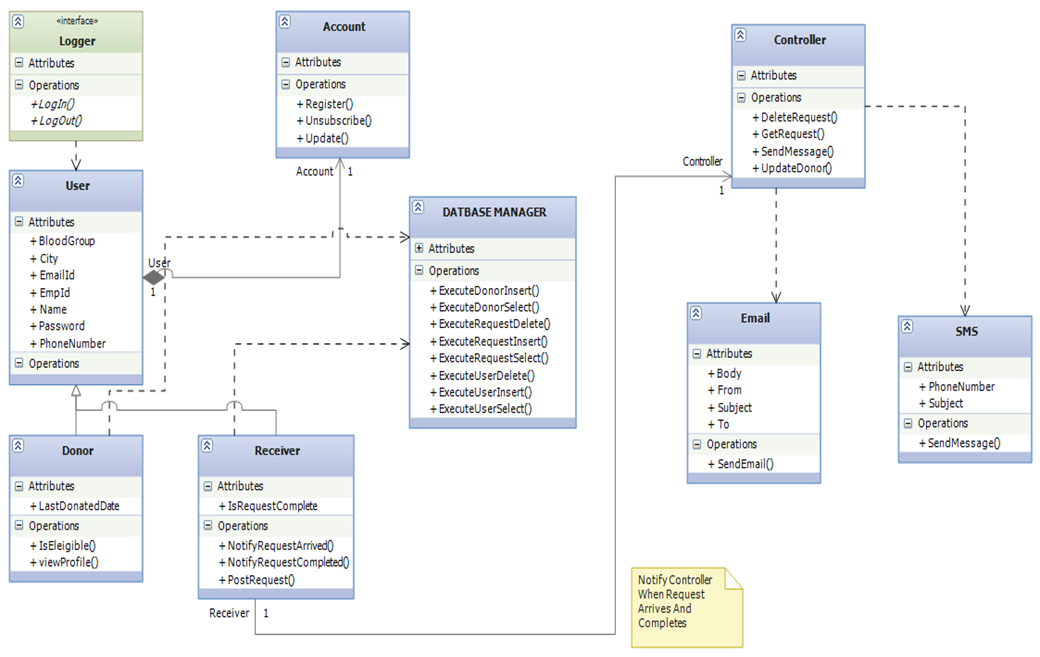 «interface»
Logger
Attributes
Operations
+ LogIn()
+ LogOut()
User
Attributes
+ BloodGroup
+ City
+ EmailId
+ EmpId
+ Name
+ Password
+ PhoneNumber
Operations
Account
Attributes
Operations
+ Register()
+ Unsubscribe()
+ Update()
Account
1
User
1
DATBASE MANAGER
Attributes
Operations
+ ExecuteDonorInsert()
+ ExecuteDonorSelect()
+ ExecuteRequestDelete()
+ ExecuteRequestInsert()
+ ExecuteRequestSelect()
+ ExecuteUserDelete()
+ ExecuteUserInsert()
+ ExecuteUserSelect()
Controller
Attributes
Operations
+ DeleteRequest()
+ GetRequest()
+ SendMessage()
+ UpdateDonor()
Controller
1
Email
Attributes
+ Body
+ From
+ Subject
+ To
Operations
+ SendEmail()
SMS
Attributes
+ PhoneNumber
+ Subject
Operations
+ SendMessage()
Donor
Attributes
+ LastDonatedDate
Operations
+ IsEleigible()
+ viewProfile()
Receiver
Attributes
+ IsRequestComplete
Operations
+ NotifyRequestArrived()
+ NotifyRequestCompleted()
+ PostRequest()
Receiver
1
Notify Controller
When Request
Arrives And
Completes